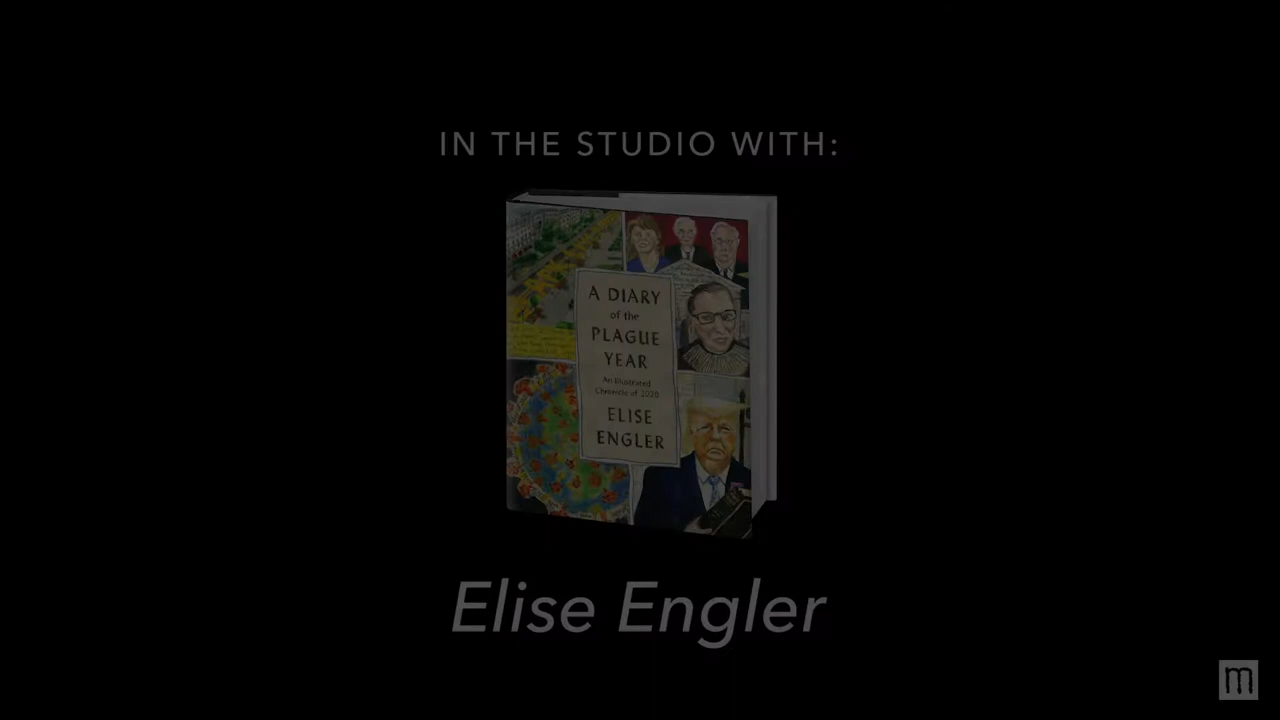 IN THE STUDIO WITH:
A DIARY
of the
PLAGUE
YEAR
An Illustrated
Chronicle of 2020
ELISE
ENGLER
Elise Engler
m